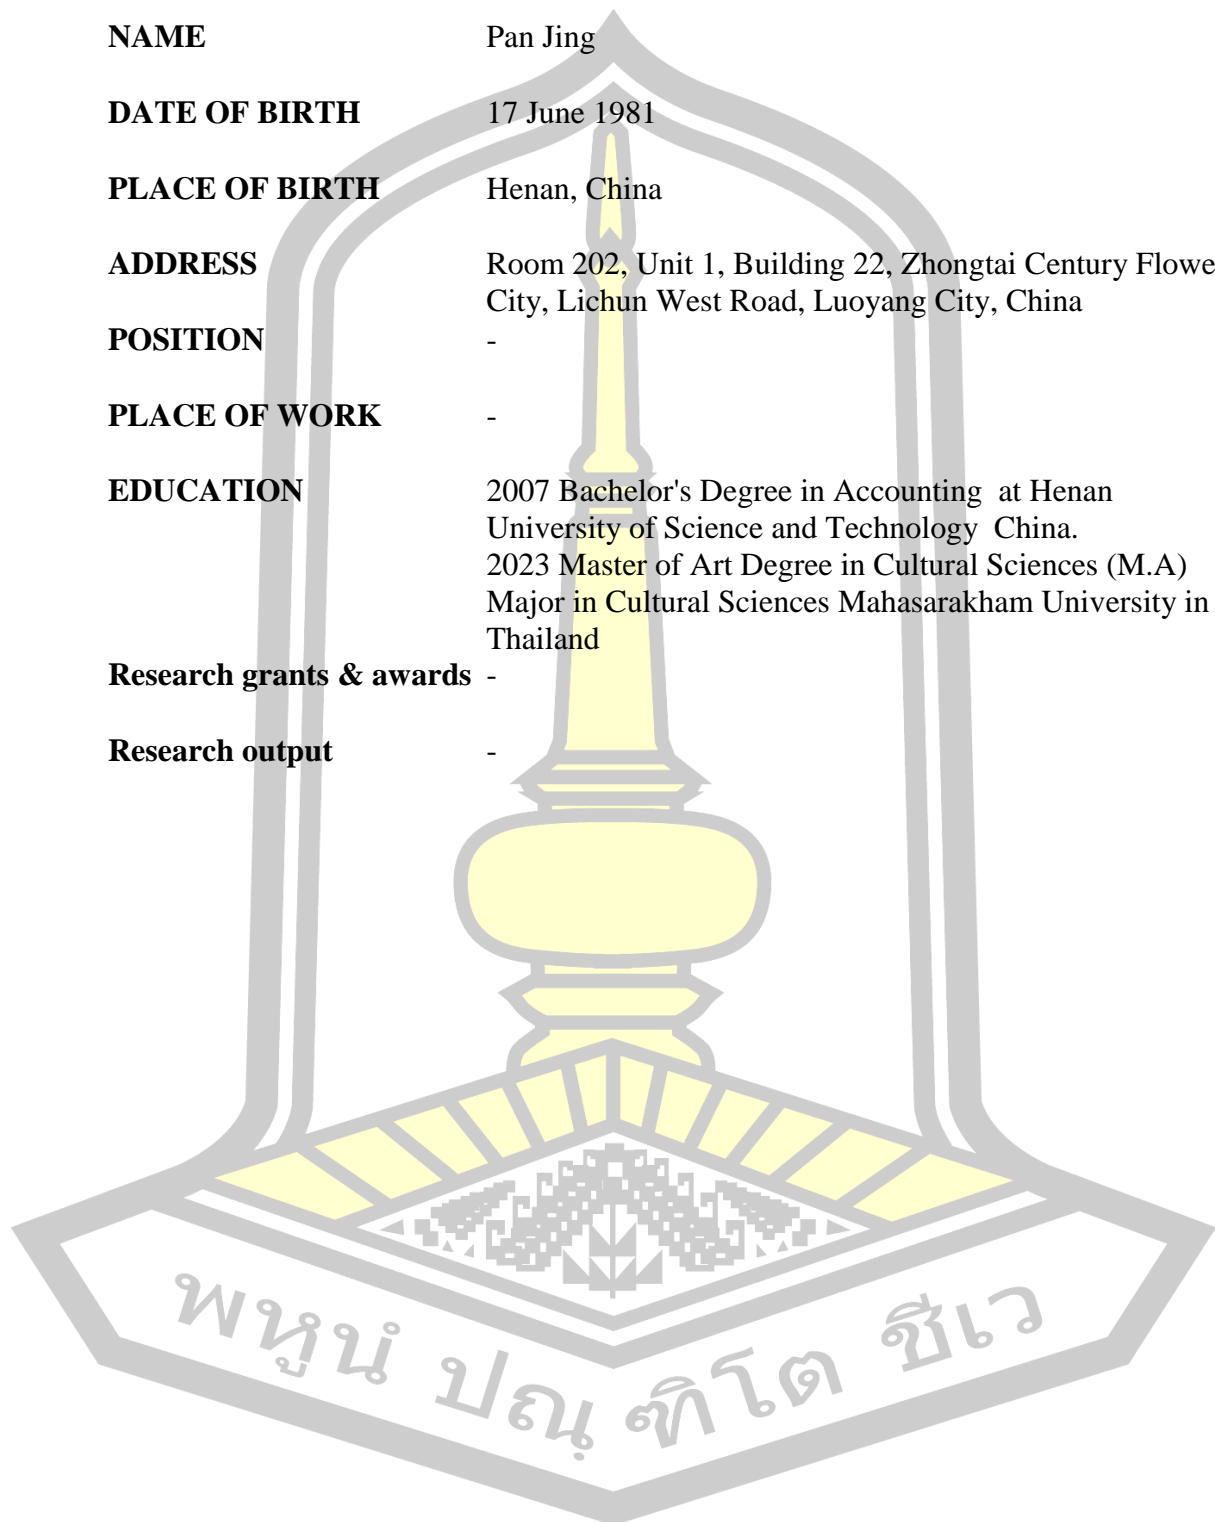 NAME Pan Jing
DATE OF BIRTH 17 June 1981
PLACE OF BIRTH Henan, China
ADDRESS Room 202, Unit 1, Building 22, Zhongtai Century Flowe
City, Lichun West Road, Luoyang City, China
POSITION -
PLACE OF WORK -
EDUCATION 2007 Bachelor's Degree in Accounting at Henan
University of Science and Technology China.
2023 Master of Art Degree in Cultural Sciences (M.A)
Major in Cultural Sciences Mahasarakham University in
Thailand
Research grants & awards -
Research output -
พหูนํ ปณฺฑิโต ชีเว